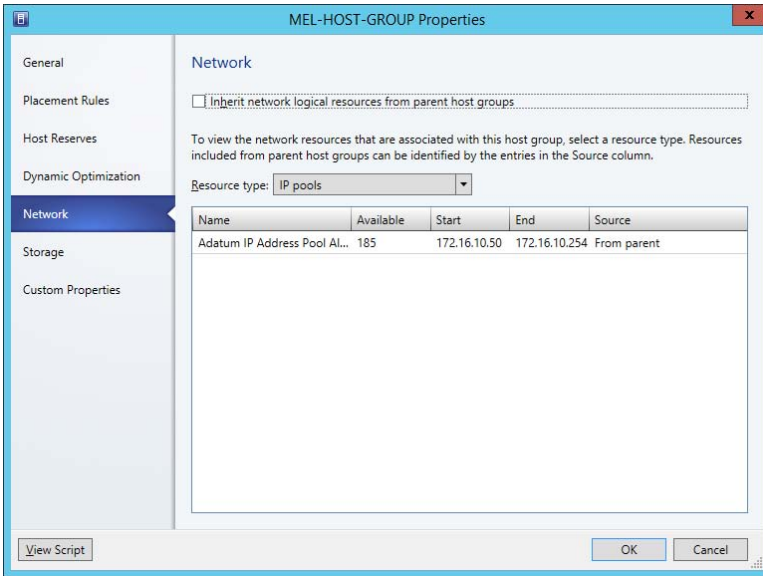 MEL-HOST-GROUP Properties
x
General
Placement Rules
Host Reserves
Dynamic Optimization
Network
Storage
Custom Properties
Network
Inherit network logical resources from parent host groups
To view the network resources that are associated with this host group, select a resource type. Resources
included from parent host groups can be identified by the entries in the Source column.
Resource type: IP pools
Name Available Start End Source
Adatum IP Address Pool Al... 185 172.16.10.50 172.16.10.254 From parent
View Script OK Cancel